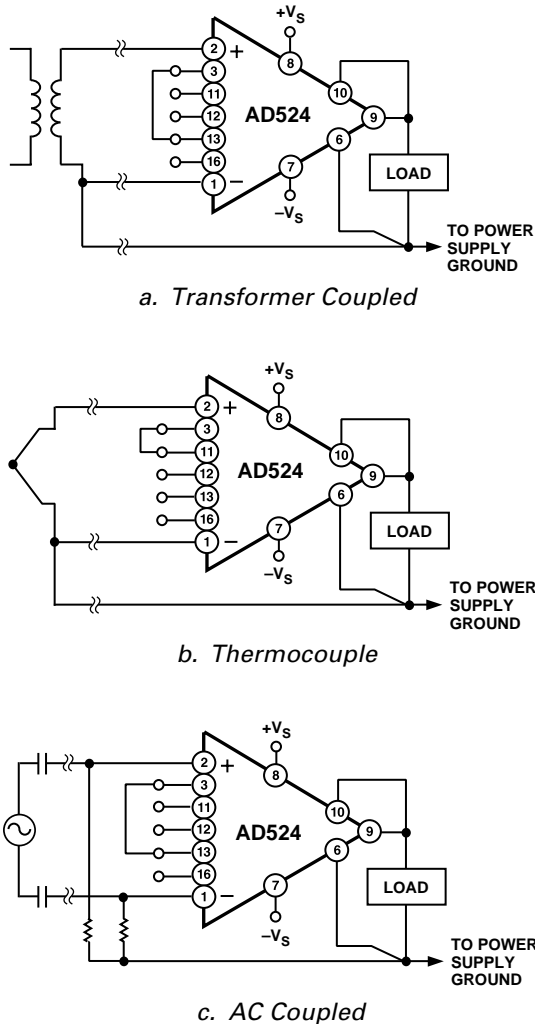 +VS
2 +
8
3
10
11
9
12
AD524
13
6
16
7
LOAD
1 –
–VS
TO POWER
SUPPLY
GROUND
a. Transformer Coupled
+VS
2 +
8
3
10
11
9
12
AD524
13
6
16
7
LOAD
1 –
–VS
TO POWER
SUPPLY
GROUND
b. Thermocouple
+VS
2 +
8
3
10
11
9
12
AD524
13
6
16
7
LOAD
1 –
–VS
TO POWER
SUPPLY
GROUND
c. AC Coupled